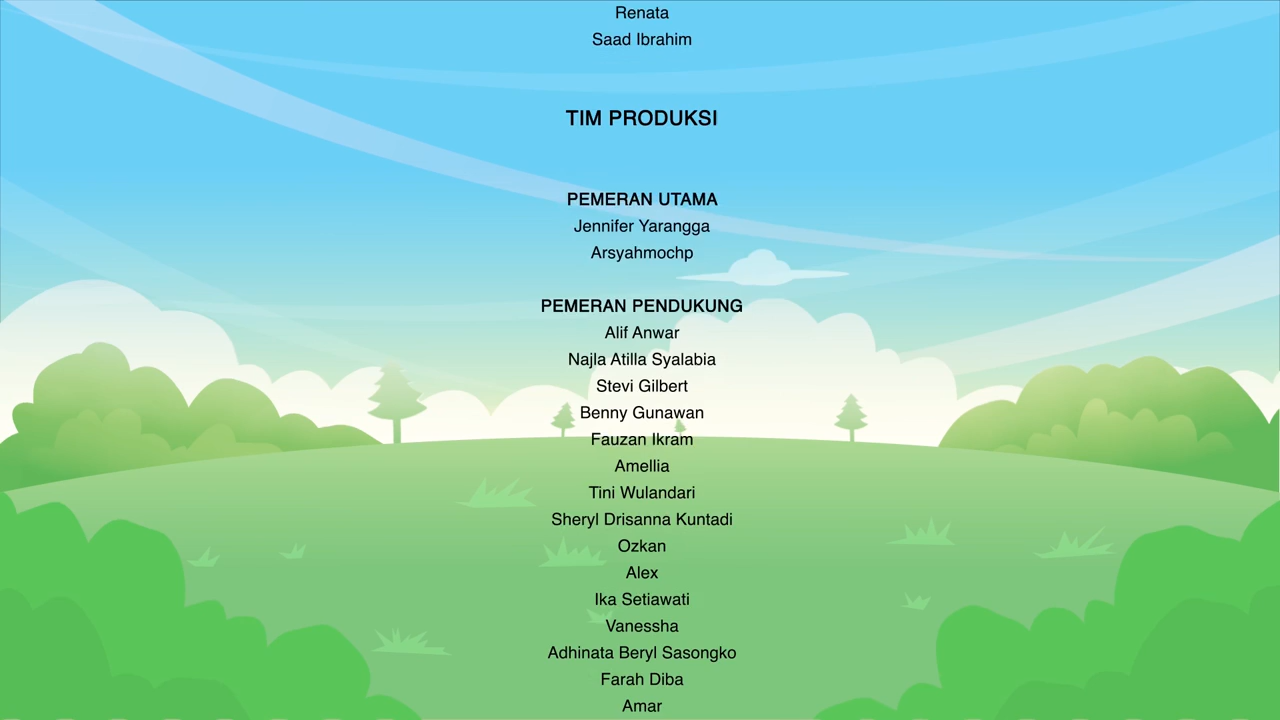 Renata
Saad Ibrahim
TIM PRODUKSI
PEMERAN UTAMA
Jennifer Yarangga
Arsyahmochp
PEMERAN PENDUKUNG
Alif Anwar
Najla Atilla Syalabia
Stevi Gilbert
Benny Gunawan
Fauzan Ikram
Amellia
Tini Wulandari
Sheryl Drisanna Kuntadi
Ozkan
Alex
Ika Setiawati
Vanessha
Adhinata Beryl Sasongko
Farah Diba
Amar